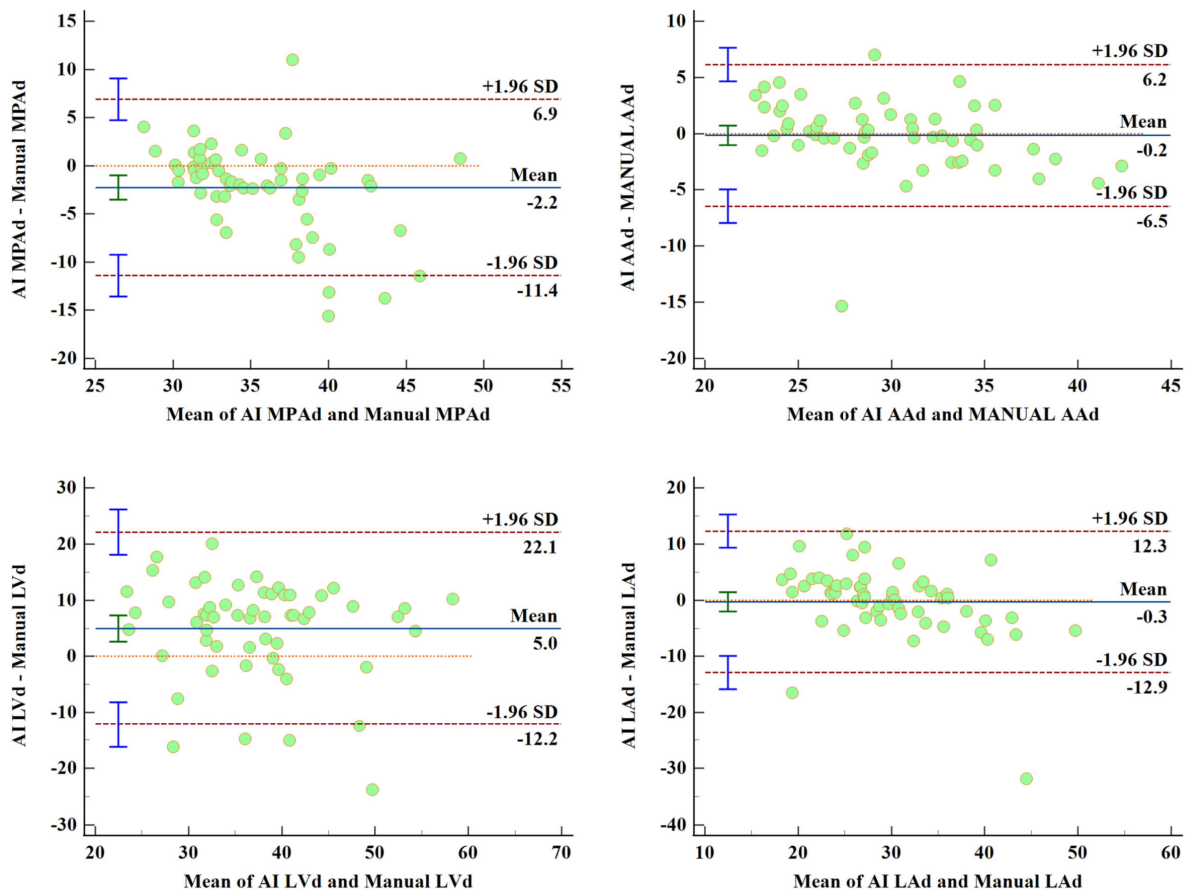 15
10
5
0
-5
-10
-15
-20
AI MPAd - Manual MPAd
+1.96 SD
6.9
Mean
-2.2
-1.96 SD
-11.4
25 30 35 40 45 50 55
Mean of AI MPAd and Manual MPAd
10
5
0
-5
-10
-15
-20
AI AAd - MANUAL AAd
+1.96 SD
6.2
Mean
-0.2
-1.96 SD
-6.5
20 25 30 35 40 45
Mean of AI AAd and MANUAL AAd
30
20
10
0
-10
-20
-30
AI LVd - Manual LVd
+1.96 SD
22.1
Mean
5.0
-1.96 SD
-12.2
20 30 40 50 60 70
Mean of AI LVd and Manual LVd
20
10
0
-10
-20
-30
-40
AI LAd - Manual LAd
+1.96 SD
12.3
Mean
-0.3
-1.96 SD
-12.9
10 20 30 40 50 60
Mean of AI LAd and Manual LAd